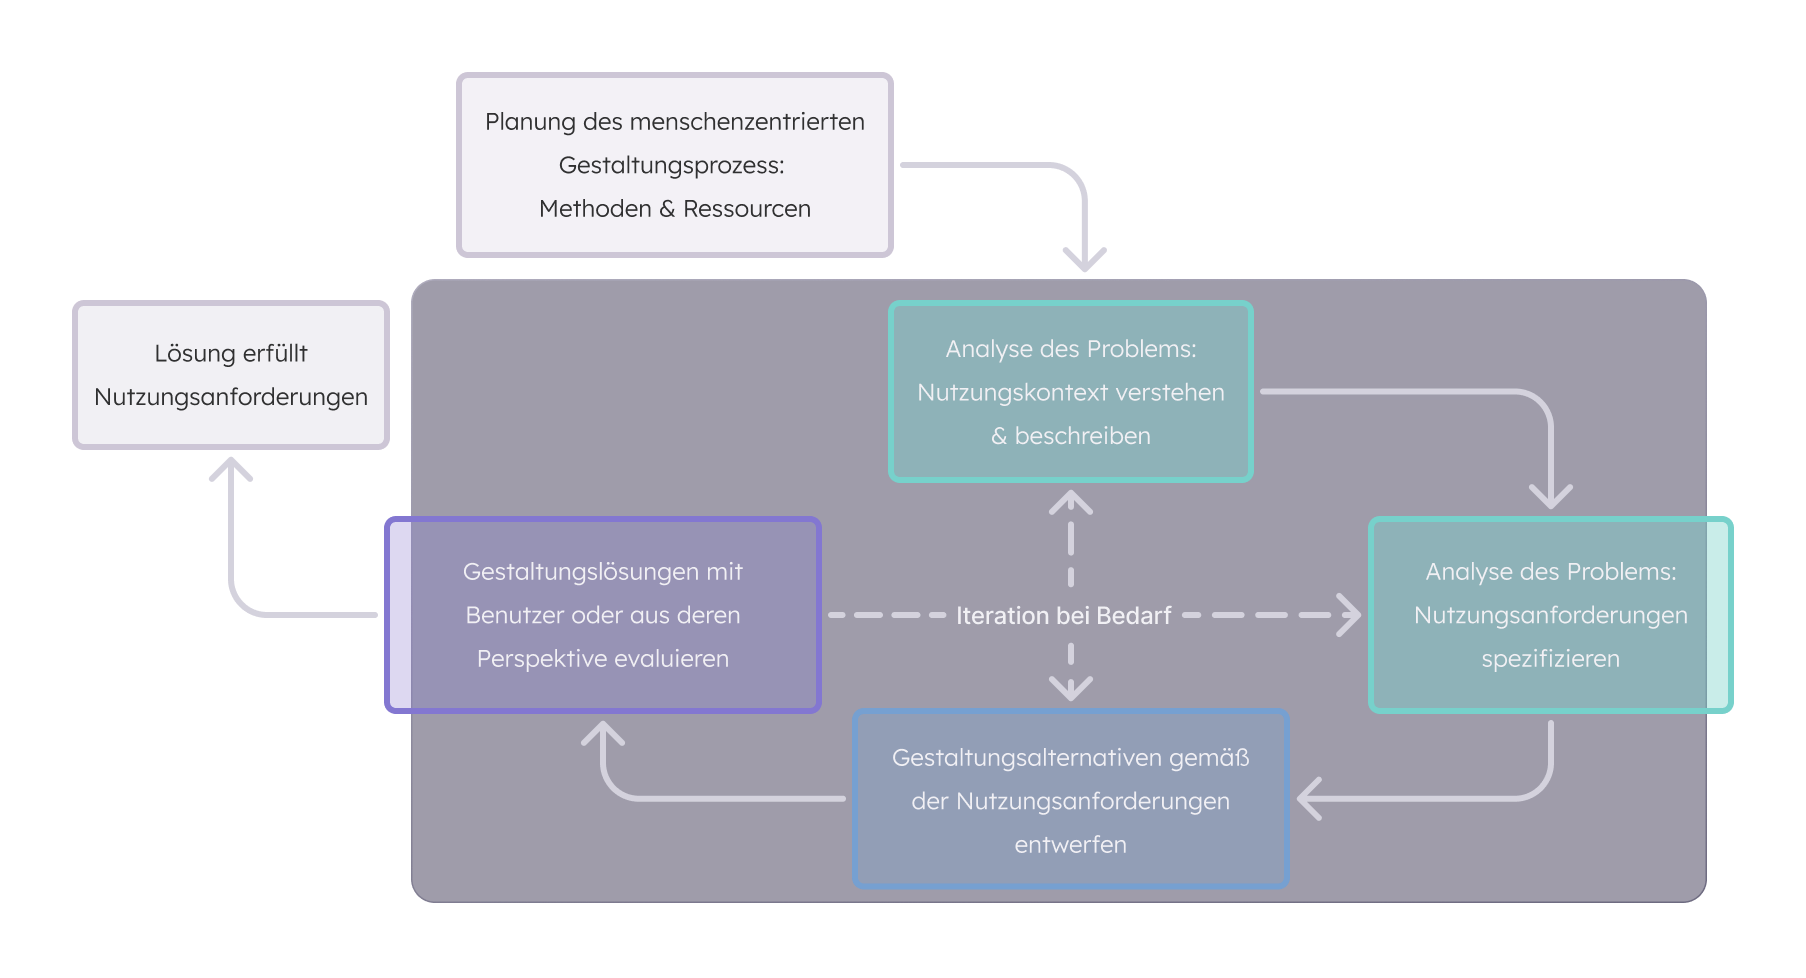 Planung des menschenzentrierten
Gestaltungsprozess:
Methoden & Ressourcen
Lösung erfüllt
Nutzungsanforderungen
Analyse des Problems:
Nutzungskontext verstehen
& beschreiben
Gestaltungslösungen mit
Benutzer oder aus deren
Perspektive evaluieren
Iteration bei Bedarf
Analyse des Problems:
Nutzungsanforderungen
spezifizieren
Gestaltungsalternativen gemäß
der Nutzungsanforderungen
entwerfen